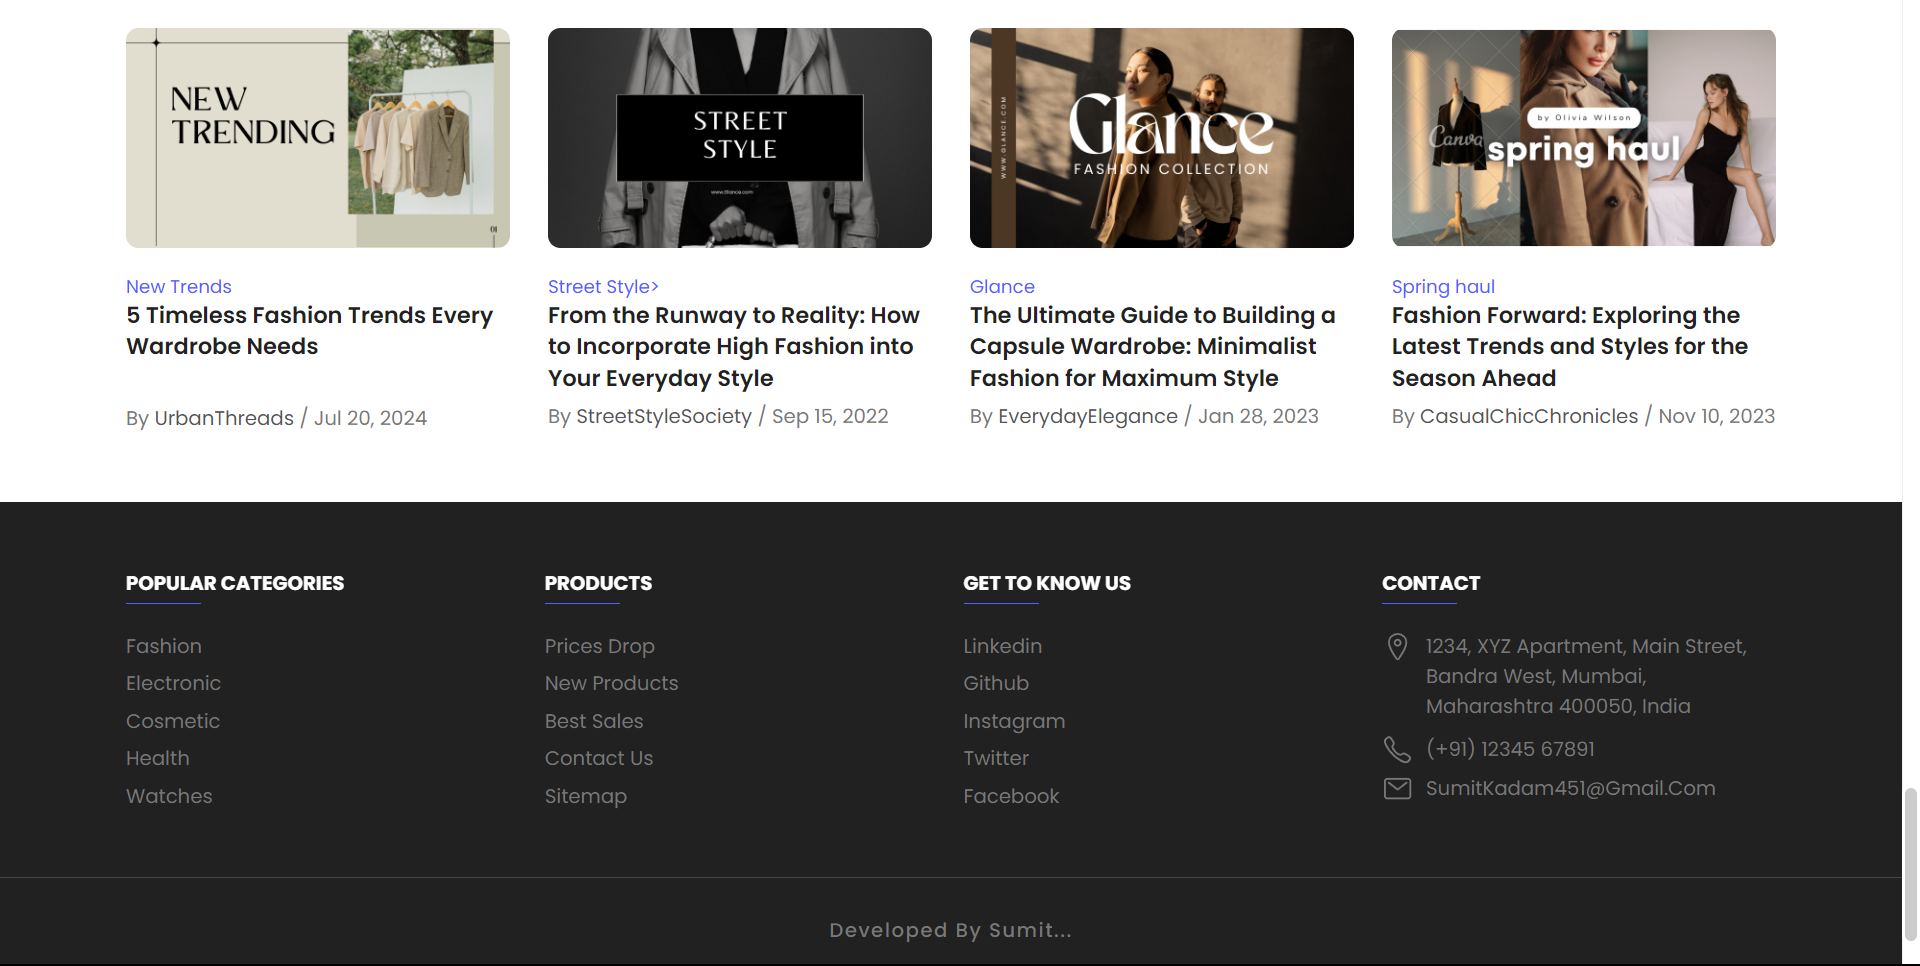 NEW
TRENDING
01
STREET
STYLE
WWW.GLANCE.COM
Glance
FASHION COLLECTION
by Olivia Wilson
Canva
spring haul
New Trends
5 Timeless Fashion Trends Every
Wardrobe Needs
By UrbanThreads / Jul 20, 2024
Street Style>
From the Runway to Reality: How
to Incorporate High Fashion into
Your Everyday Style
By StreetStyleSociety / Sep 15, 2022
Glance
The Ultimate Guide to Building a
Capsule Wardrobe: Minimalist
Fashion for Maximum Style
By EverydayElegance / Jan 28, 2023
Spring haul
Fashion Forward: Exploring the
Latest Trends and Styles for the
Season Ahead
By CasualChicChronicles / Nov 10, 2023
POPULAR CATEGORIES
Fashion
Electronic
Cosmetic
Health
Watches
PRODUCTS
Prices Drop
New Products
Best Sales
Contact Us
Sitemap
GET TO KNOW US
Linkedin
Github
Instagram
Twitter
Facebook
CONTACT
1234, XYZ Apartment, Main Street,
Bandra West, Mumbai,
Maharashtra 400050, India
(+91) 12345 67891
SumitKadam451@Gmail.Com
Developed By Sumit...